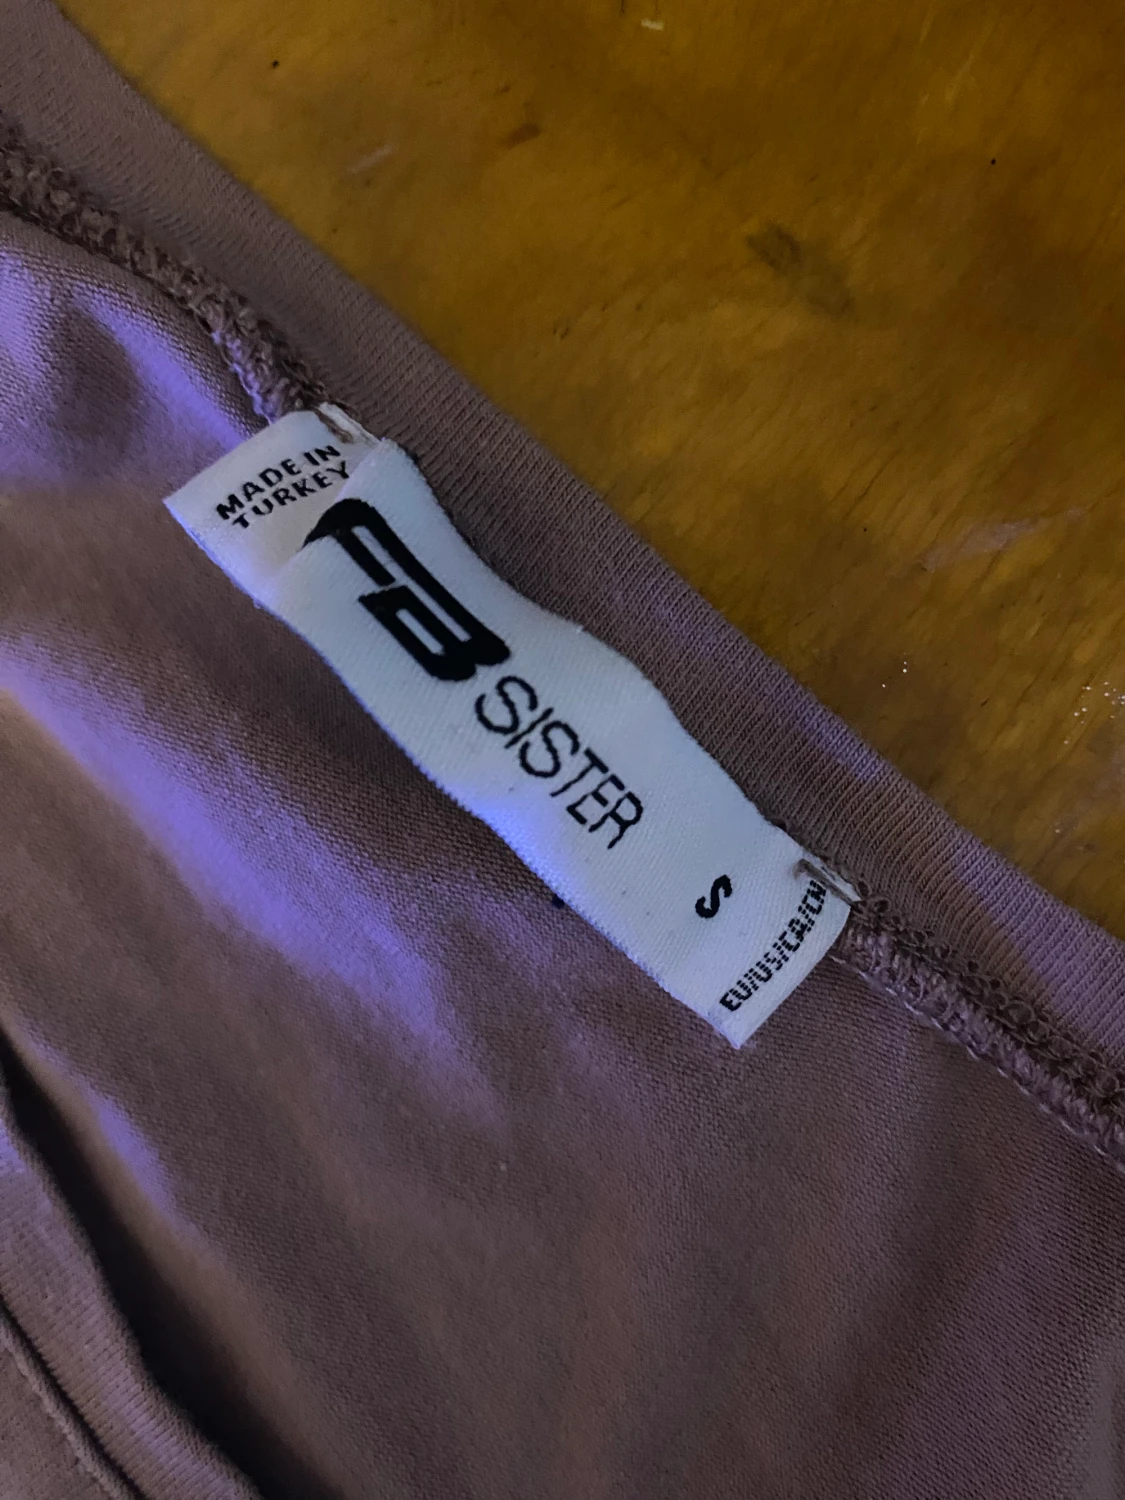 MADE IN
TURKEY
FB SISTER
S
EU/US/CA/CN